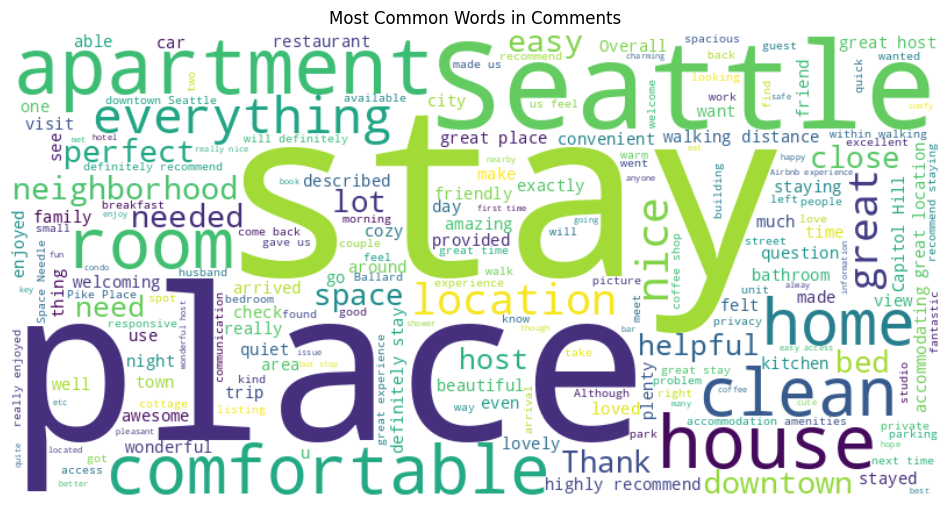 Most Common Words in Comments
able
car
restaurant
made us
easy
Overall
spacious
back
guest
great host
recommend
charming
wanted
apartment
Seattle
two
looking
friend
quick
one
downtown Seattle
available
city
us feel
welcome
work
want
find
safe
comfy
visit
everything
see
met
hotel
will definitely
great place
convenient
walking distance
within walking
excellent
perfect
really nice
definitely recommend
stay
nearby
eat
warm
went
anyone
happy
Airbnb experience
close
neighborhood
book
described
lot
make
exactly
friendly
first time
building
staying
left
people
family
breakfast
small
enjoy
needed
morning
day
amazing
going
nice
much
love
time
great
Capitol Hill
accommodating great location
enjoyed
room
come back
gave us
cozy
couple
provided
will
great time
coffee shop
street
question
fun
husband
feel
around
walk
Space Needle
condo
go
Ballard
experience
unit
bathroom
information
thing
welcoming
key
Pike Place
spot
arrived
bedroom
found
space
good
location
picture
meet
felt
privacy
alway
made
view
fantastic
need
responsive
wonderful host
communication
check
really
know
shower
though
bar
home
use
quiet
issue
bus stop
host
helpful
easy access
night
area
great experience
definitely stay
take
plenty
great stay
problem
kitchen
bed
really enjoyed
place
well
town
kind
trip
beautiful
way
even
Although
right
many
coffee
cute
studio
etc
cottage
listing
arrival
loved
clean
awesome
park
accommodation
amenities
private
parking
quite
pleasant
wonderful
u
lovely
house
hope
located
got
access
better
comfortable
Thank
highly recommend
downtown
next time
stayed
best